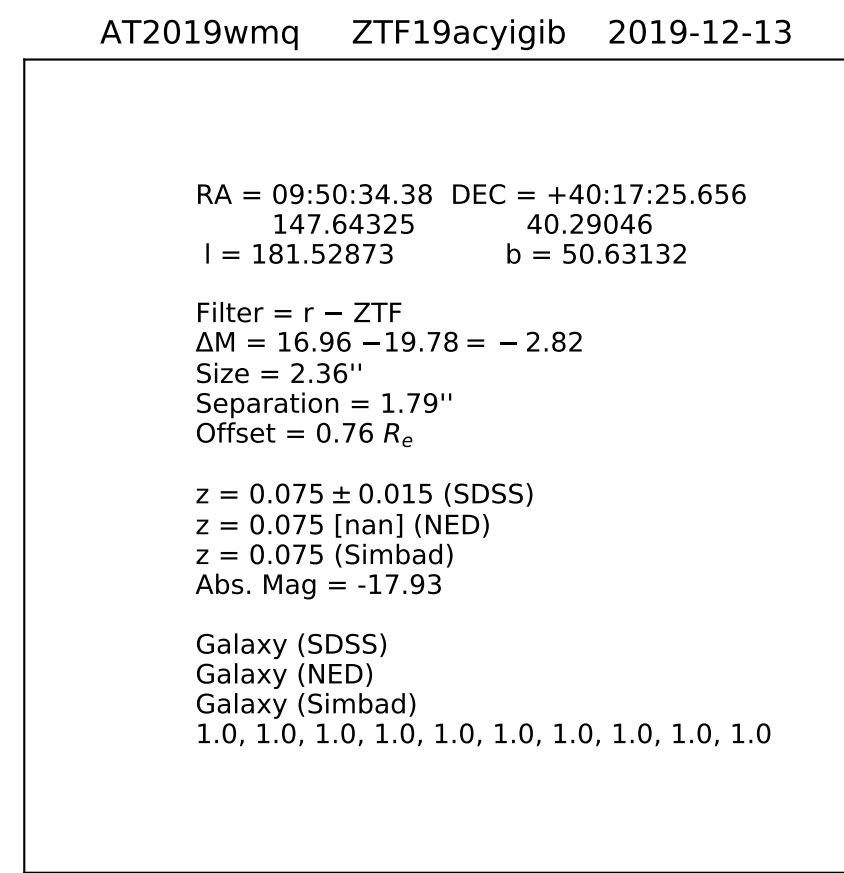 AT2019wmq ZTF19acyigib 2019-12-13
RA = 09:50:34.38 DEC = +40:17:25.656
147.64325 40.29046
l = 181.52873 b = 50.63132
Filter = r − ZTF
ΔM = 16.96 −19.78 = − 2.82
Size = 2.36''
Separation = 1.79''
Offset = 0.76 Rₑ
z = 0.075 ± 0.015 (SDSS)
z = 0.075 [nan] (NED)
z = 0.075 (Simbad)
Abs. Mag = -17.93
Galaxy (SDSS)
Galaxy (NED)
Galaxy (Simbad)
1.0, 1.0, 1.0, 1.0, 1.0, 1.0, 1.0, 1.0, 1.0, 1.0